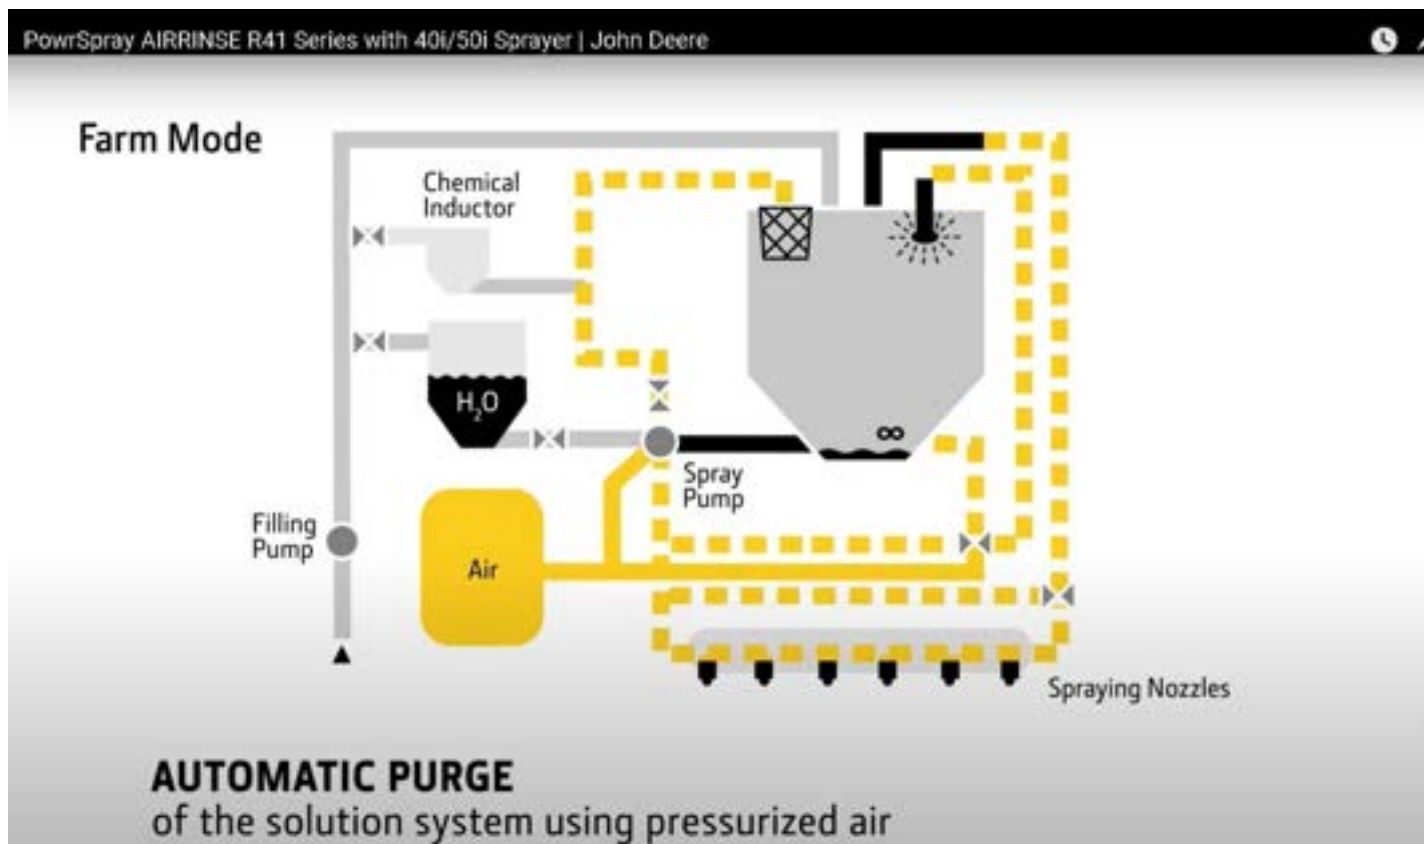 PowrSpray AIRRINSE R41 Series with 40i/50i Sprayer | John Deere
Farm Mode
Chemical
Inductor
H₂O
Spray
Pump
Filling
Pump
Air
Spraying Nozzles
AUTOMATIC PURGE
of the solution system using pressurized air